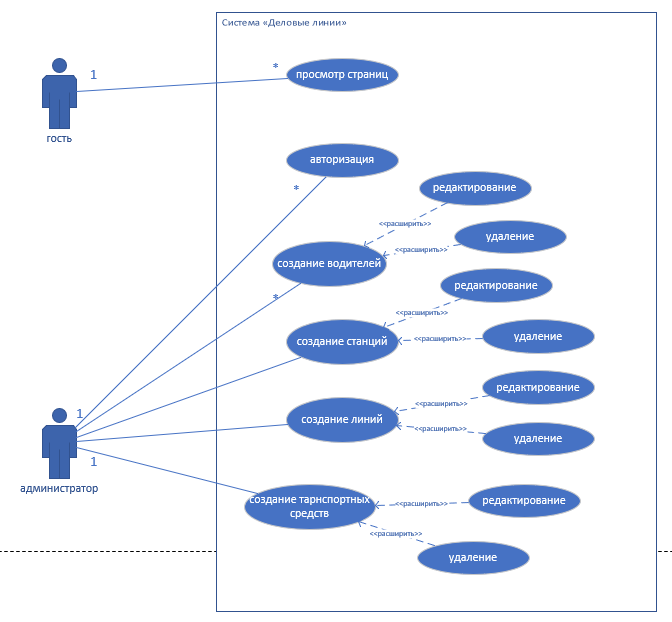 Система «Деловые линии»
1
*
просмотр страниц
гость
авторизация
*
редактирование
<<расширить>>
удаление
<<расширить>>
создание водителей
редактирование
*
<<расширить>>
удаление
<<расширить>>
создание станций
редактирование
<<расширить>>
1
создание линий
<<расширить>>
удаление
1
администратор
создание тарнспортных
средств
<<расширить>>
редактирование
<<расширить>>
удаление